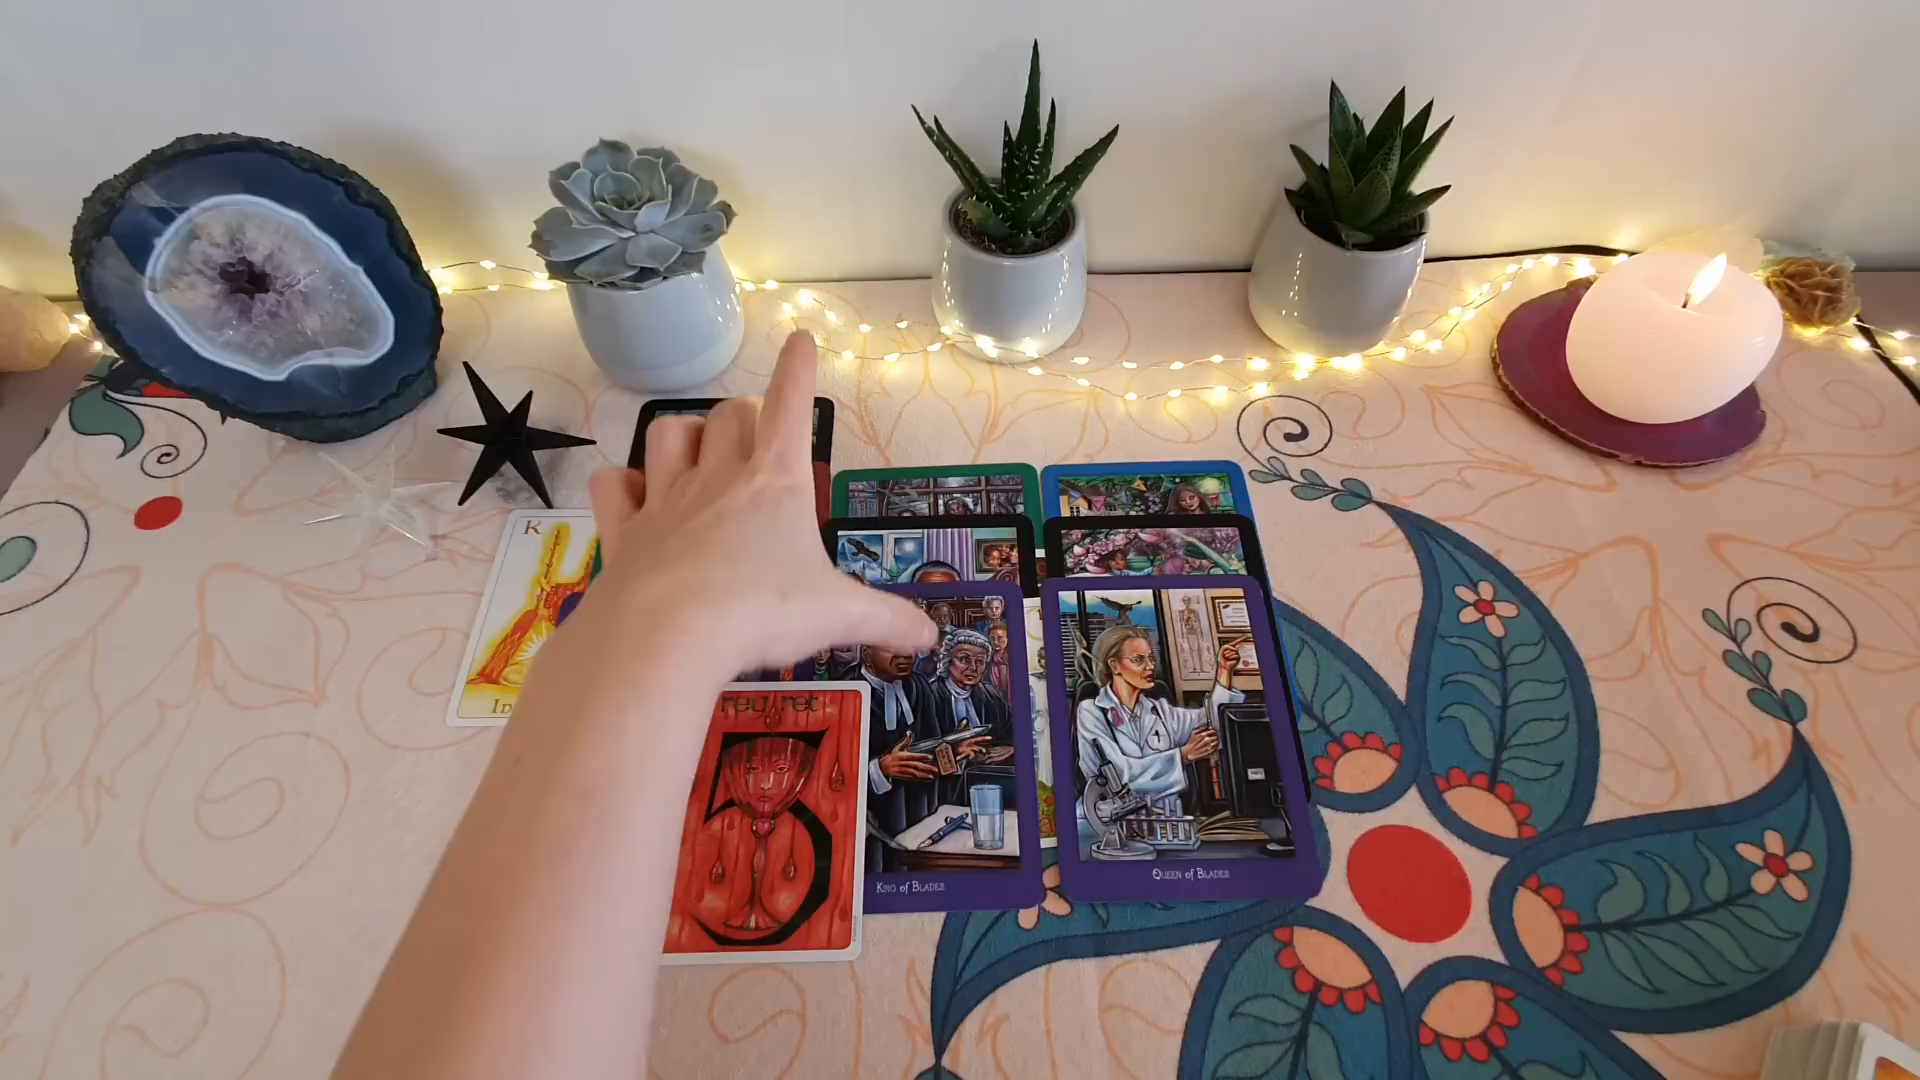 K
regret
King of Blades
Queen of Blades